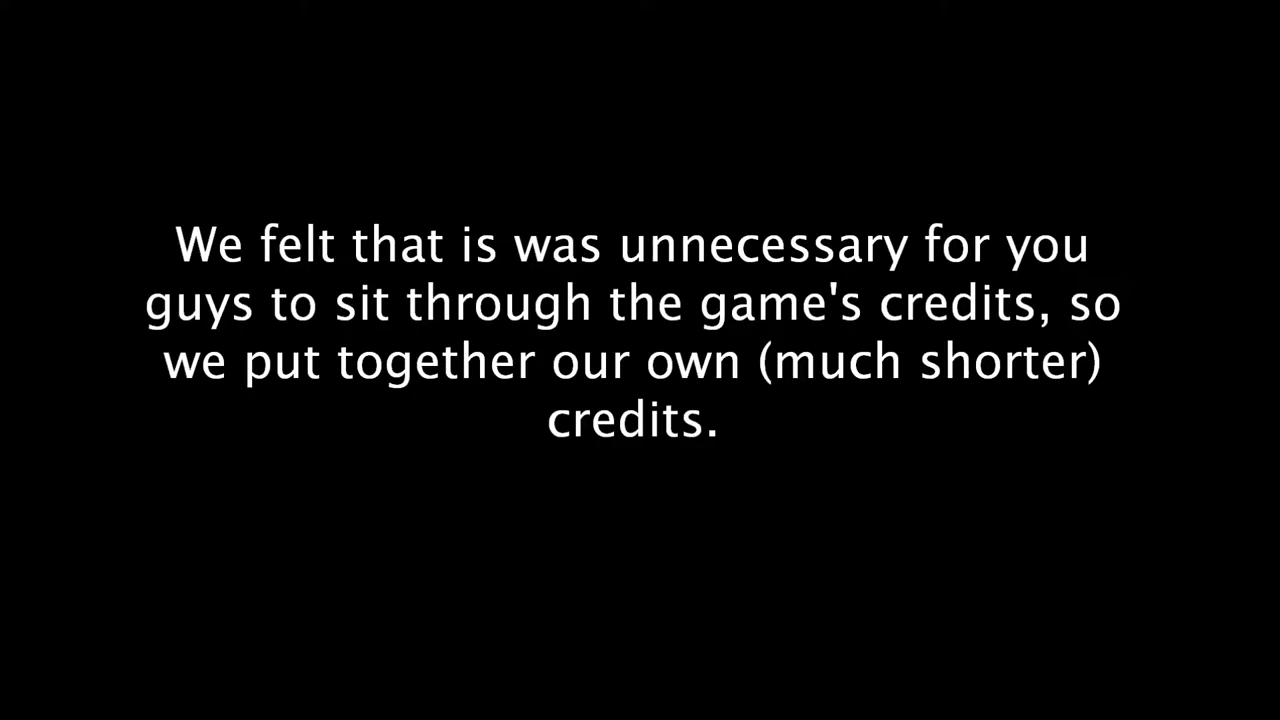 We felt that is was unnecessary for you
guys to sit through the game's credits, so
we put together our own (much shorter)
credits.